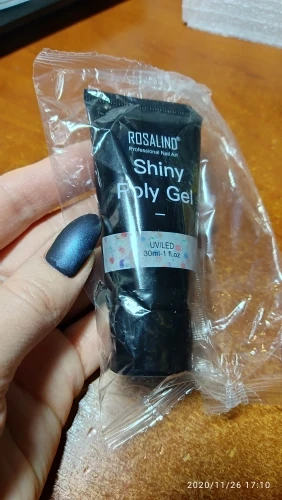 ROSALIND®
Professional Nail Art
Shiny
Poly Gel
UV/LED
30ml-1 fl.oz
2020/11/26 17:10